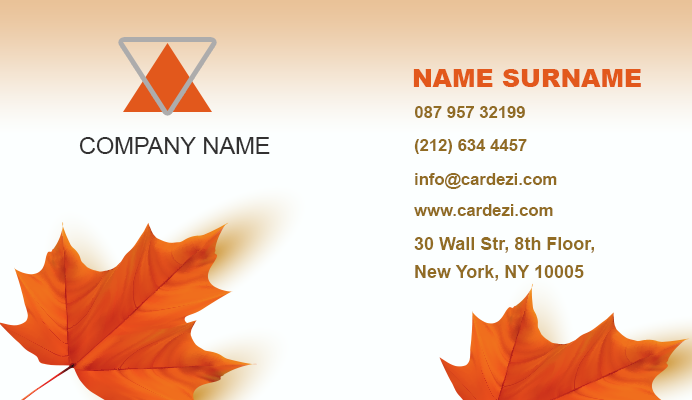 COMPANY NAME
NAME SURNAME
087 957 32199
(212) 634 4457
info@cardezi.com
www.cardezi.com
30 Wall Str, 8th Floor,
New York, NY 10005